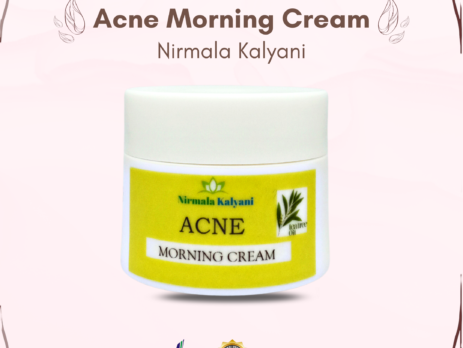 Acne Morning Cream
Nirmala Kalyani
Nirmala Kalyani
ACNE
MORNING CREAM